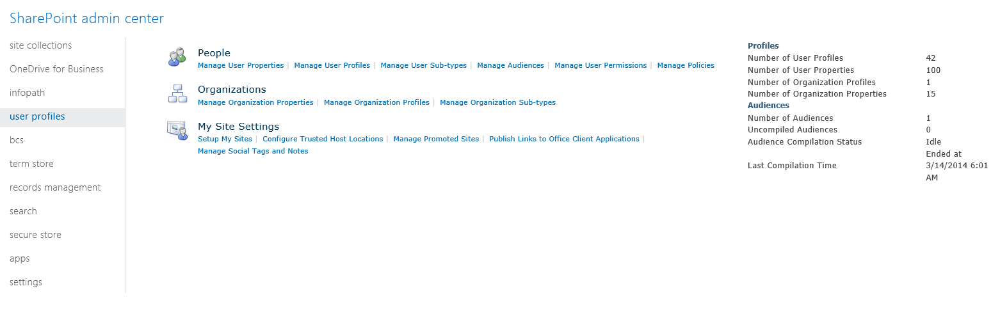 SharePoint admin center
site collections
OneDrive for Business
infopath
user profiles
bcs
term store
records management
search
secure store
apps
settings
People
Manage User Properties | Manage User Profiles | Manage User Sub-types | Manage Audiences | Manage User Permissions | Manage Policies
Organizations
Manage Organization Properties | Manage Organization Profiles | Manage Organization Sub-types
My Site Settings
Setup My Sites | Configure Trusted Host Locations | Manage Promoted Sites | Publish Links to Office Client Applications |
Manage Social Tags and Notes
Profiles
Number of User Profiles 42
Number of User Properties 100
Number of Organization Profiles 1
Number of Organization Properties 15
Audiences
Number of Audiences 1
Uncompiled Audiences 0
Audience Compilation Status Idle
Last Compilation Time Ended at
3/14/2014 6:01
AM